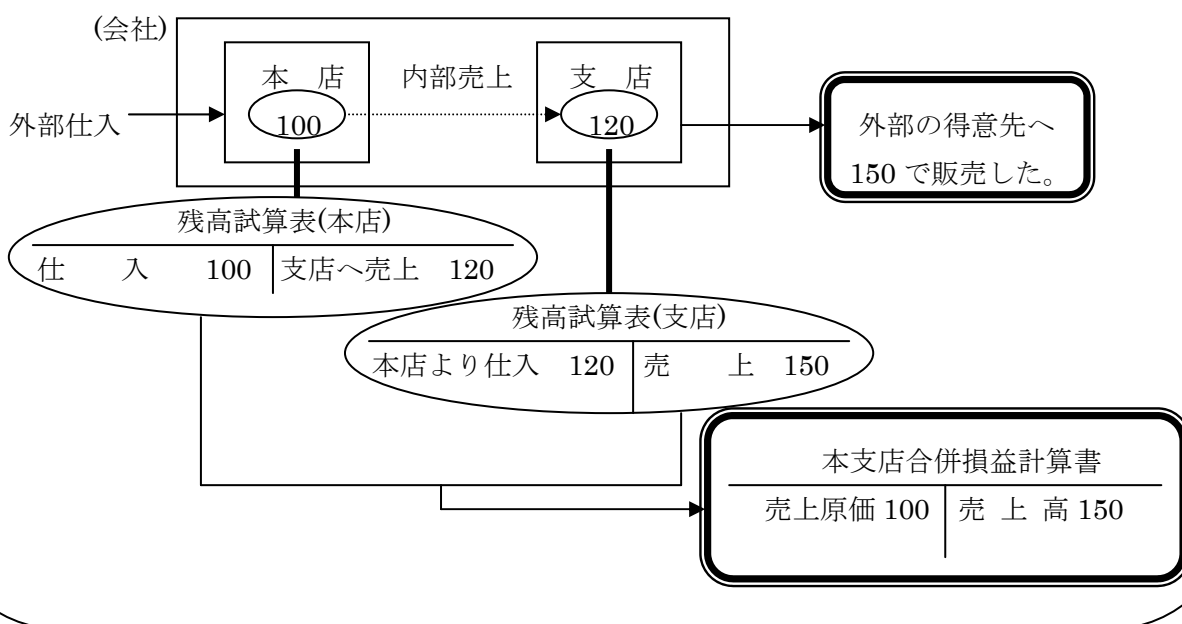 (会社)
本 店
内部売上
支 店
外部仕入
100
120
外部の得意先へ
150 で販売した。
残高試算表(本店)
仕 入 100 支店へ売上 120
残高試算表(支店)
本店より仕入 120 売 上 150
本支店合併損益計算書
売上原価 100 売 上 高 150